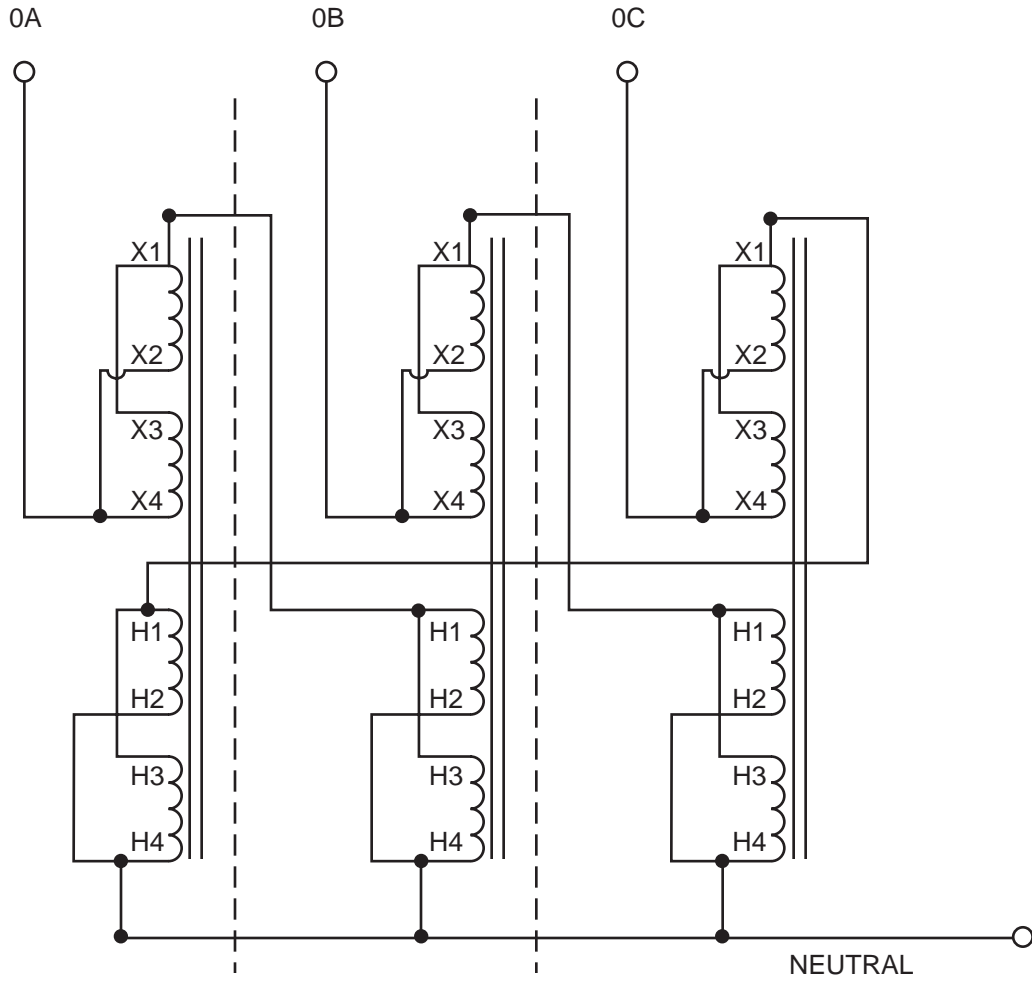 0A 0B 0C
X1 X1 X1
X2 X2 X2
X3 X3 X3
X4 X4 X4
H1 H1 H1
H2 H2 H2
H3 H3 H3
H4 H4 H4
NEUTRAL